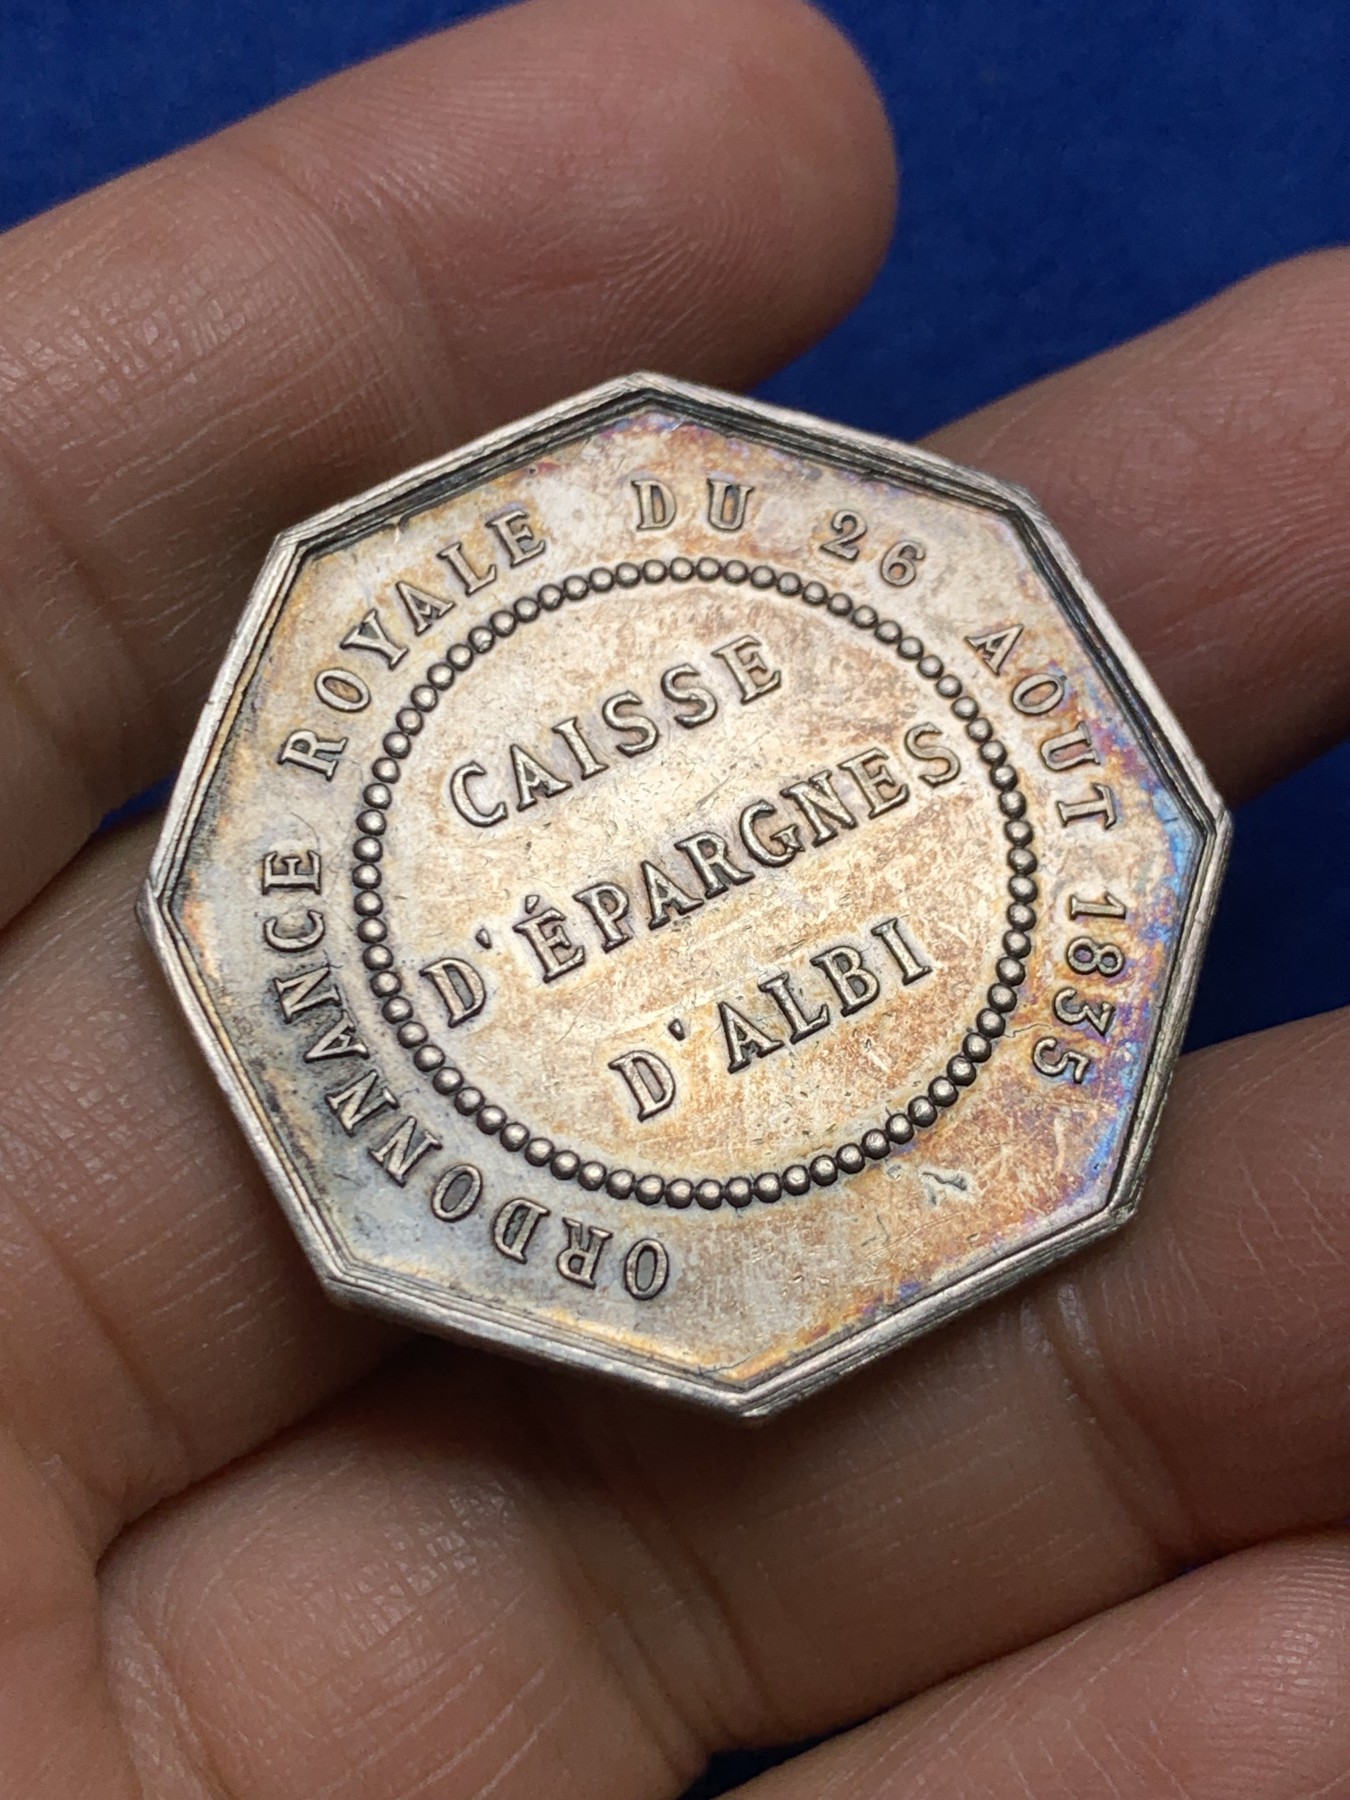 ORDONNANCE ROYALE DU 26 AOUT 1835
CAISSE
D'ÉPARGNES
D'ALBI